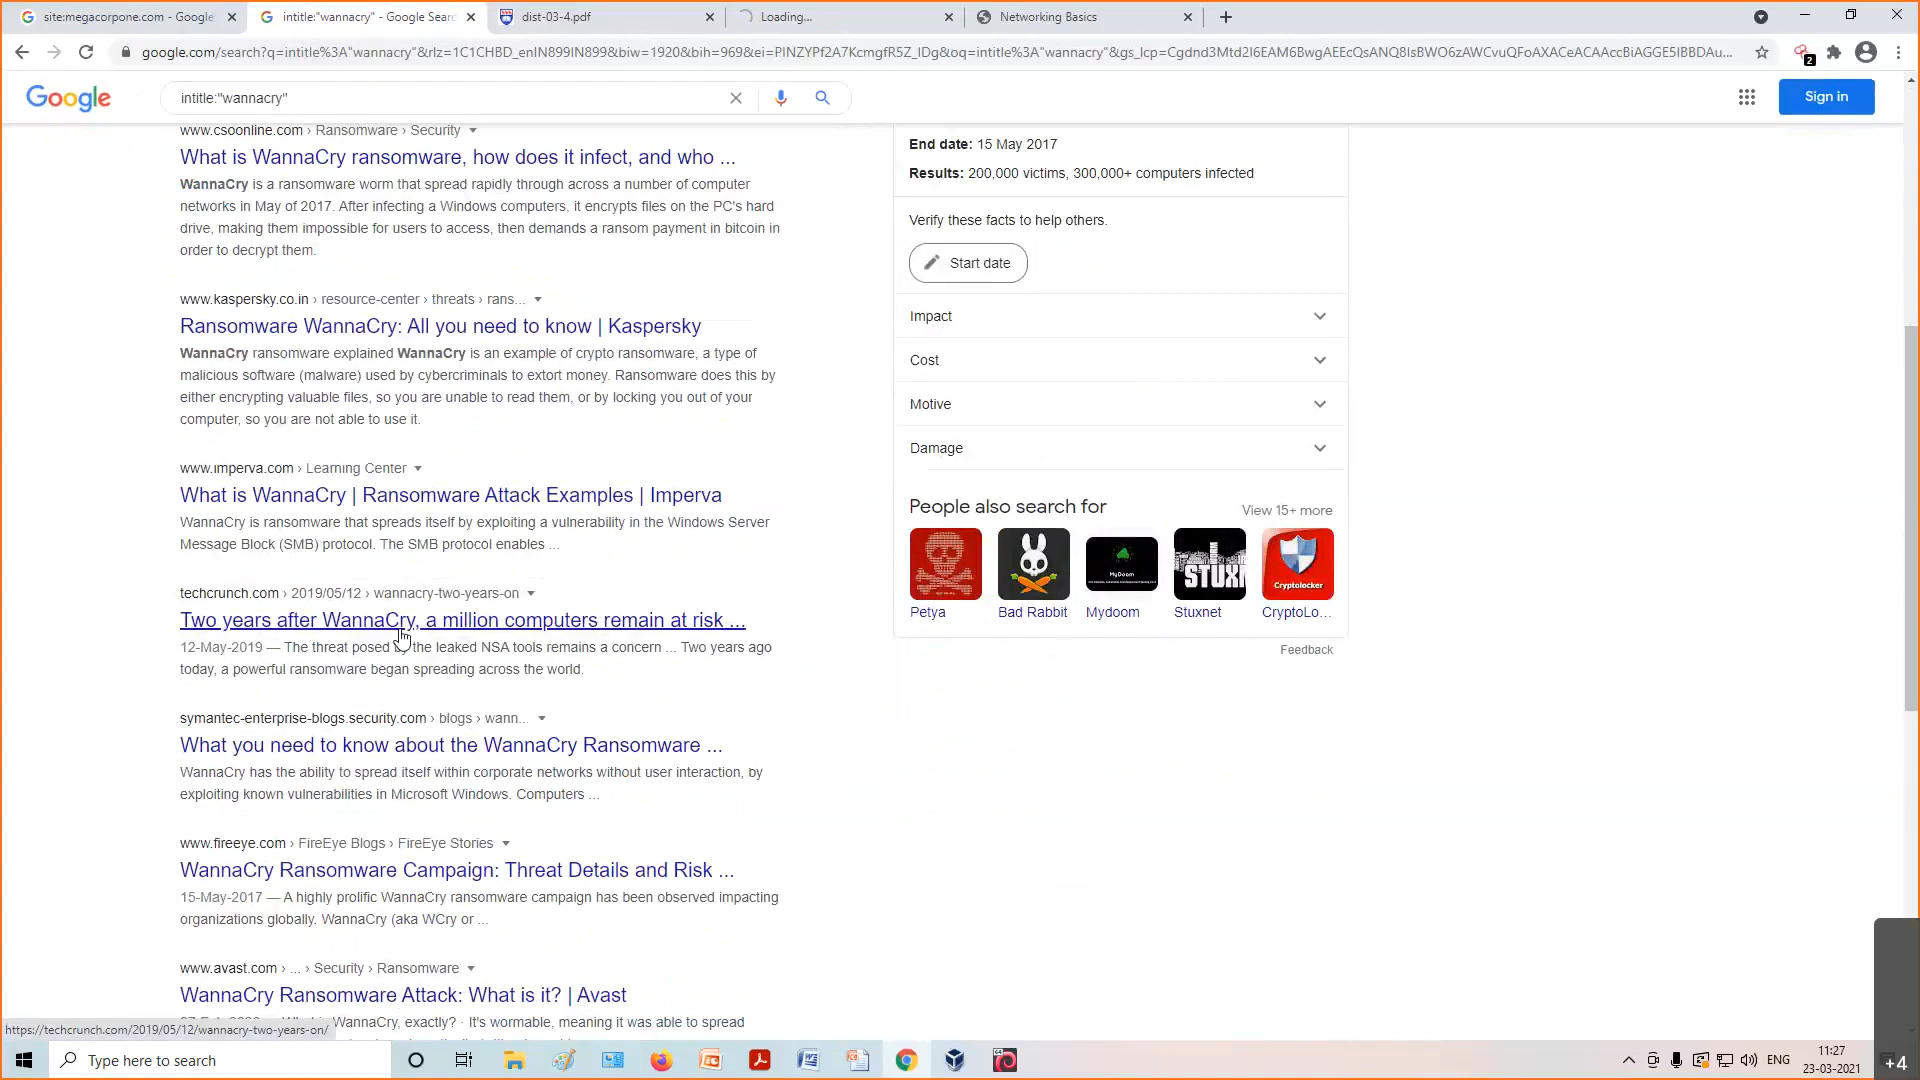 site:megacorpone.com - Google
intitle:"wannacry" - Google Searc
dist-03-4.pdf
Loading...
Networking Basics
google.com/search?q=intitle%3A"wannacry"&rlz=1C1CHBD_enIN899IN899&biw=1920&bih=969&ei=PlNZYPf2A7KcmgfR5Z_IDg&oq=intitle%3A"wannacry"&gs_lcp=Cgdnd3Mtd2l6EAM6BwgAEEcQsANQ8IsBWO6zAWCvuQFoAXACeACAAccBiAGGE5IBBDAu...
2
Google
intitle:"wannacry"
Sign in
www.csoonline.com › Ransomware › Security
What is WannaCry ransomware, how does it infect, and who ...
WannaCry is a ransomware worm that spread rapidly through across a number of computer
networks in May of 2017. After infecting a Windows computers, it encrypts files on the PC's hard
drive, making them impossible for users to access, then demands a ransom payment in bitcoin in
order to decrypt them.
www.kaspersky.co.in › resource-center › threats › rans...
Ransomware WannaCry: All you need to know | Kaspersky
WannaCry ransomware explained WannaCry is an example of crypto ransomware, a type of
malicious software (malware) used by cybercriminals to extort money. Ransomware does this by
either encrypting valuable files, so you are unable to read them, or by locking you out of your
computer, so you are not able to use it.
www.imperva.com › Learning Center
What is WannaCry | Ransomware Attack Examples | Imperva
WannaCry is ransomware that spreads itself by exploiting a vulnerability in the Windows Server
Message Block (SMB) protocol. The SMB protocol enables ...
techcrunch.com › 2019/05/12 › wannacry-two-years-on
Two years after WannaCry, a million computers remain at risk ...
12-May-2019 — The threat posed the leaked NSA tools remains a concern ... Two years ago
today, a powerful ransomware began spreading across the world.
symantec-enterprise-blogs.security.com › blogs › wann...
What you need to know about the WannaCry Ransomware ...
WannaCry has the ability to spread itself within corporate networks without user interaction, by
exploiting known vulnerabilities in Microsoft Windows. Computers ...
www.fireeye.com › FireEye Blogs › FireEye Stories
WannaCry Ransomware Campaign: Threat Details and Risk ...
15-May-2017 — A highly prolific WannaCry ransomware campaign has been observed impacting
organizations globally. WannaCry (aka WCry or ...
www.avast.com › ... › Security › Ransomware
WannaCry Ransomware Attack: What is it? | Avast
WannaCry, exactly? · It's wormable, meaning it was able to spread
https://techcrunch.com/2019/05/12/wannacry-two-years-on/
End date: 15 May 2017
Results: 200,000 victims, 300,000+ computers infected
Verify these facts to help others.
Start date
Impact
Cost
Motive
Damage
People also search for
View 15+ more
MyDoom
STUX
Cryptolocker
Petya
Bad Rabbit
Mydoom
Stuxnet
CryptoLo...
Feedback
Type here to search
ENG
11:27
23-03-2021
+4